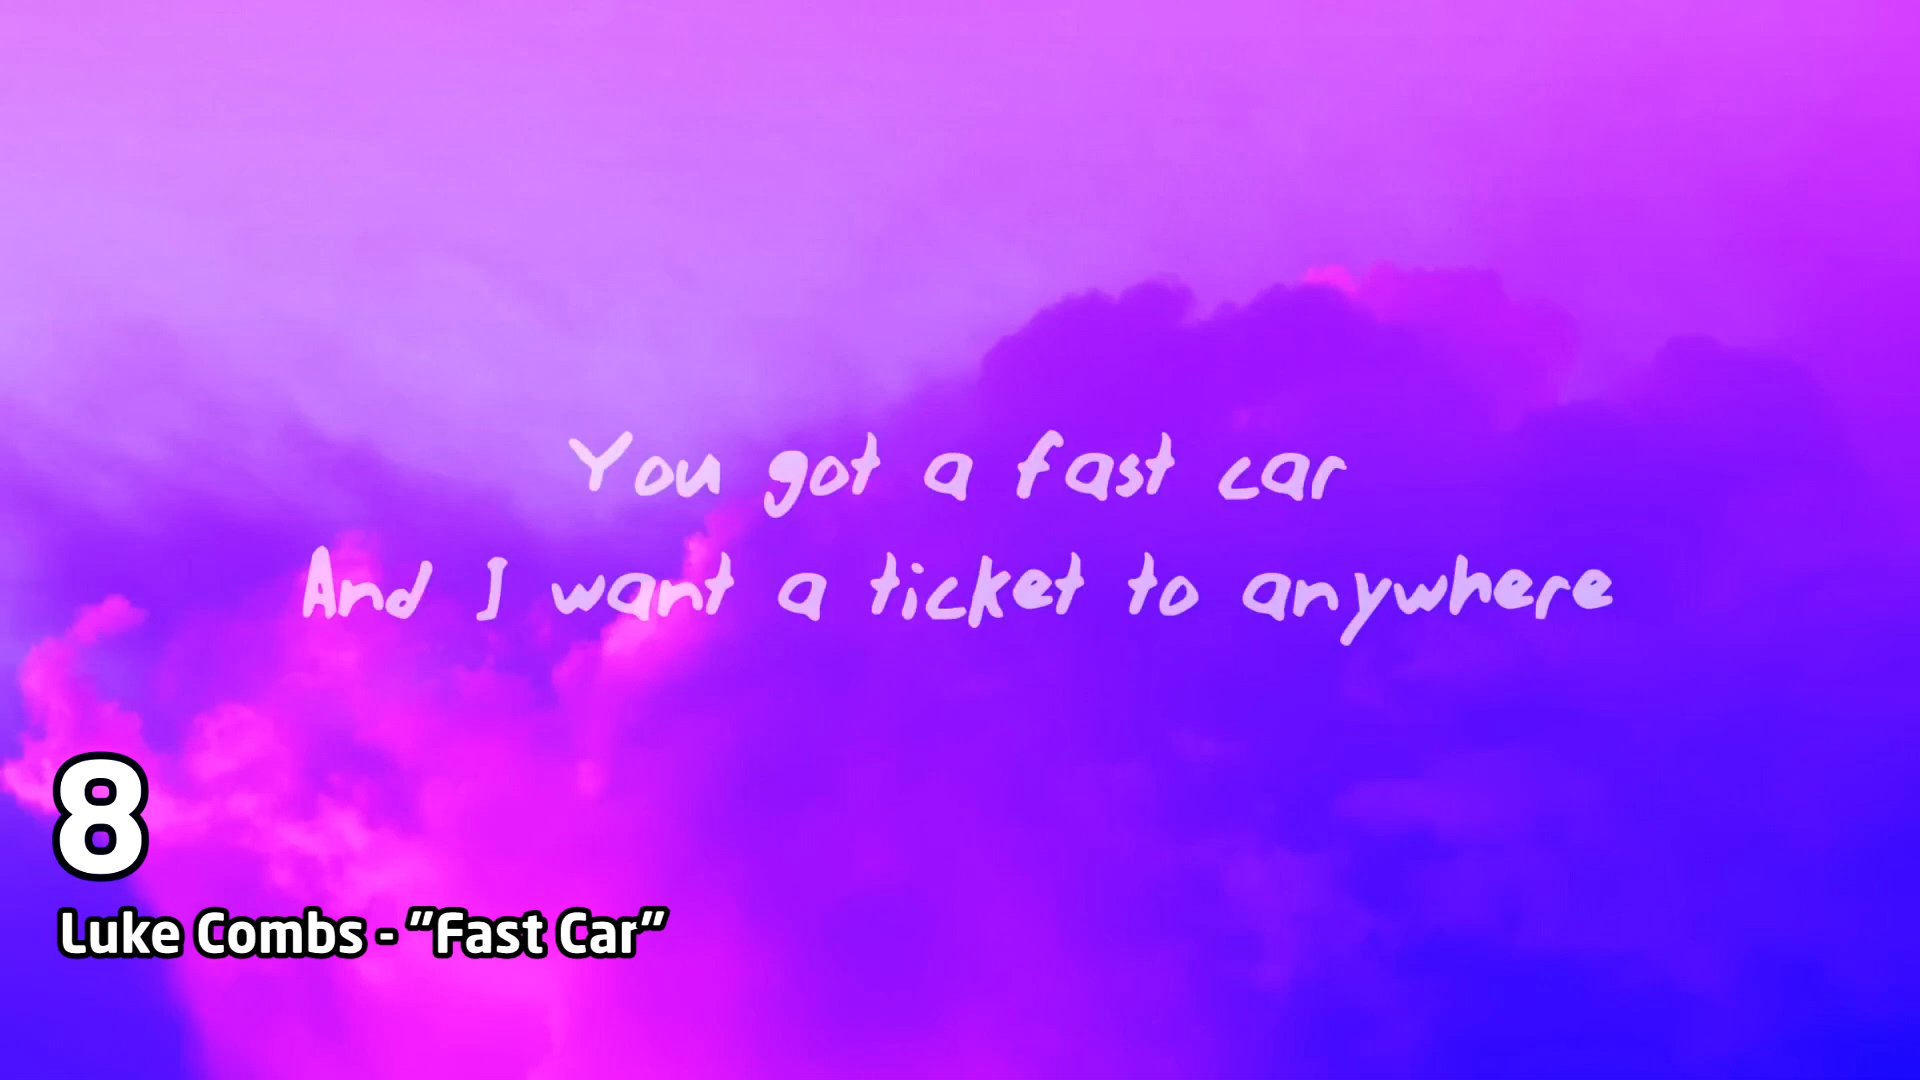 You got a fast car
And I want a ticket to anywhere
8
Luke Combs - "Fast Car"